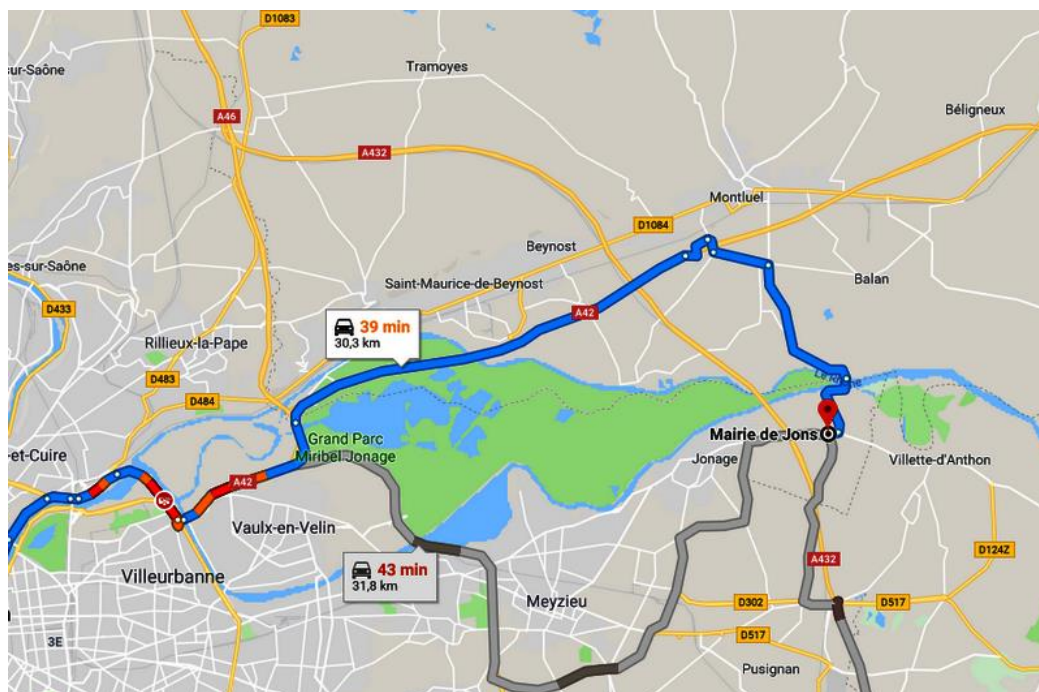 D1083
sur-Saône
Tramoyes
A46
Béligneux
A432
Montluel
D1084
es-sur-Saône
Beynost
Balan
Saint-Maurice-de-Beynost
D433
A42
39 min
30,3 km
Rillieux-la-Pape
D483
D484
Le Rhône
Grand Parc
Miribel Jonage
Mairie de Jons
-et-Cuire
Jonage
Villette-d'Anthon
A42
Vaulx-en-Velin
D124Z
A432
43 min
31,8 km
Villeurbanne
Meyzieu
D302
D517
3E
D517
Pusignan